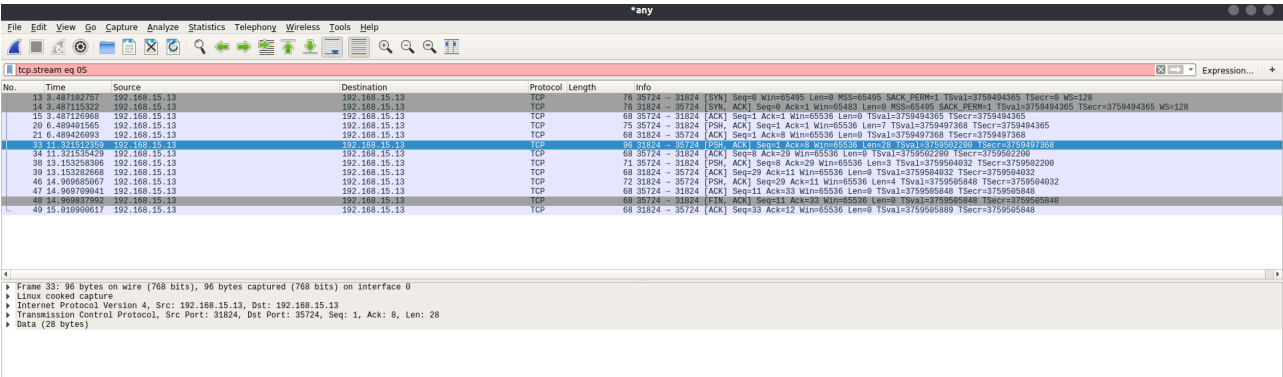 *any
File Edit View Go Capture Analyze Statistics Telephony Wireless Tools Help
tcp.stream eq 0S
Expression... +
No. Time Source Destination Protocol Length Info
13 3.487102757 192.168.15.13 192.168.15.13 TCP 76 35724 → 31824 [SYN] Seq=0 Win=65495 Len=0 MSS=65495 SACK_PERM=1 TSval=3759494365 TSecr=0 WS=128
14 3.487115322 192.168.15.13 192.168.15.13 TCP 76 31824 → 35724 [SYN, ACK] Seq=0 Ack=1 Win=65483 Len=0 MSS=65495 SACK_PERM=1 TSval=3759494365 TSecr=3759494365 WS=128
15 3.487126968 192.168.15.13 192.168.15.13 TCP 68 35724 → 31824 [ACK] Seq=1 Ack=1 Win=65536 Len=0 TSval=3759494365 TSecr=3759494365
20 6.489401565 192.168.15.13 192.168.15.13 TCP 75 35724 → 31824 [PSH, ACK] Seq=1 Ack=1 Win=65536 Len=7 TSval=3759497368 TSecr=3759494365
21 6.489426093 192.168.15.13 192.168.15.13 TCP 68 31824 → 35724 [ACK] Seq=1 Ack=8 Win=65536 Len=0 TSval=3759497368 TSecr=3759497368
33 11.321512359 192.168.15.13 192.168.15.13 TCP 96 31824 → 35724 [PSH, ACK] Seq=1 Ack=8 Win=65536 Len=28 TSval=3759502200 TSecr=3759497368
34 11.321535429 192.168.15.13 192.168.15.13 TCP 68 35724 → 31824 [ACK] Seq=8 Ack=29 Win=65536 Len=0 TSval=3759502200 TSecr=3759502200
38 13.153258306 192.168.15.13 192.168.15.13 TCP 71 35724 → 31824 [PSH, ACK] Seq=8 Ack=29 Win=65536 Len=3 TSval=3759504032 TSecr=3759502200
39 13.153282668 192.168.15.13 192.168.15.13 TCP 68 31824 → 35724 [ACK] Seq=29 Ack=11 Win=65536 Len=0 TSval=3759504032 TSecr=3759504032
46 14.969685067 192.168.15.13 192.168.15.13 TCP 72 31824 → 35724 [PSH, ACK] Seq=29 Ack=11 Win=65536 Len=4 TSval=3759505848 TSecr=3759504032
47 14.969709041 192.168.15.13 192.168.15.13 TCP 68 35724 → 31824 [ACK] Seq=11 Ack=33 Win=65536 Len=0 TSval=3759505848 TSecr=3759505848
48 14.969837992 192.168.15.13 192.168.15.13 TCP 68 35724 → 31824 [FIN, ACK] Seq=11 Ack=33 Win=65536 Len=0 TSval=3759505848 TSecr=3759505848
49 15.010900617 192.168.15.13 192.168.15.13 TCP 68 31824 → 35724 [ACK] Seq=33 Ack=12 Win=65536 Len=0 TSval=3759505889 TSecr=3759505848
Frame 33: 96 bytes on wire (768 bits), 96 bytes captured (768 bits) on interface 0
Linux cooked capture
Internet Protocol Version 4, Src: 192.168.15.13, Dst: 192.168.15.13
Transmission Control Protocol, Src Port: 31824, Dst Port: 35724, Seq: 1, Ack: 8, Len: 28
Data (28 bytes)